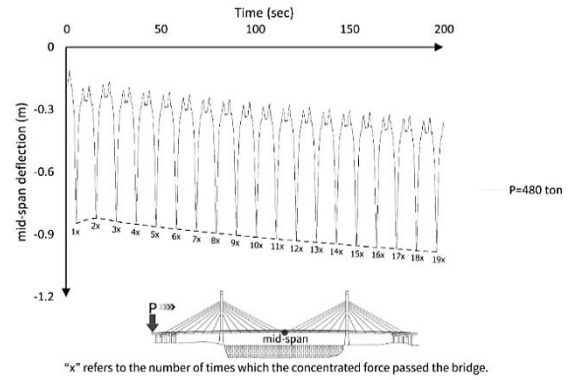 Time (sec)
0 50 100 150 200
0
-0.3
-0.6
-0.9
-1.2
mid-span deflection (m)
1x 2x 3x 4x 5x 6x 7x 8x 9x 10x 11x 12x 13x 14x 15x 16x 17x 18x 19x
P=480 ton
P
mid-span
"x" refers to the number of times which the concentrated force passed the bridge.